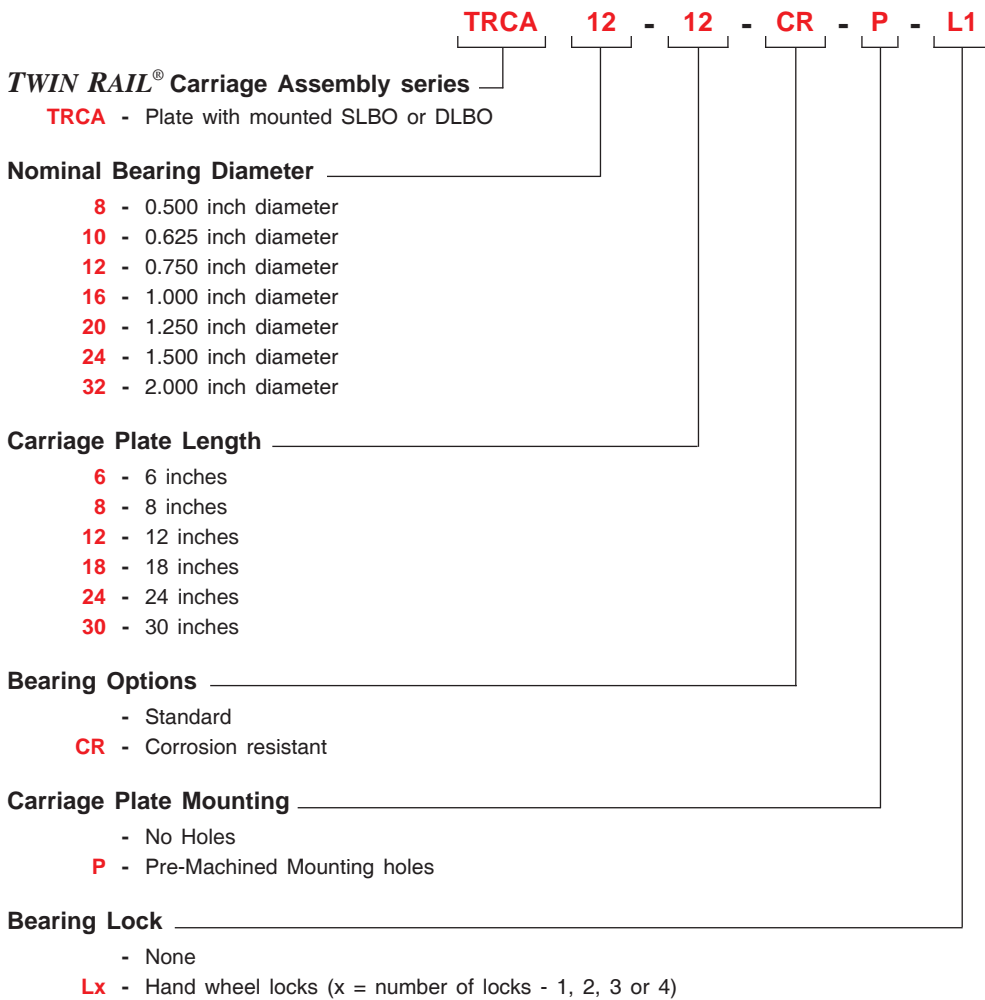 TRCA 12 - 12 - CR - P - L1
TWIN RAIL® Carriage Assembly series
TRCA - Plate with mounted SLBO or DLBO
Nominal Bearing Diameter
8 - 0.500 inch diameter
10 - 0.625 inch diameter
12 - 0.750 inch diameter
16 - 1.000 inch diameter
20 - 1.250 inch diameter
24 - 1.500 inch diameter
32 - 2.000 inch diameter
Carriage Plate Length
6 - 6 inches
8 - 8 inches
12 - 12 inches
18 - 18 inches
24 - 24 inches
30 - 30 inches
Bearing Options
- Standard
CR - Corrosion resistant
Carriage Plate Mounting
- No Holes
P - Pre-Machined Mounting holes
Bearing Lock
- None
Lx - Hand wheel locks (x = number of locks - 1, 2, 3 or 4)